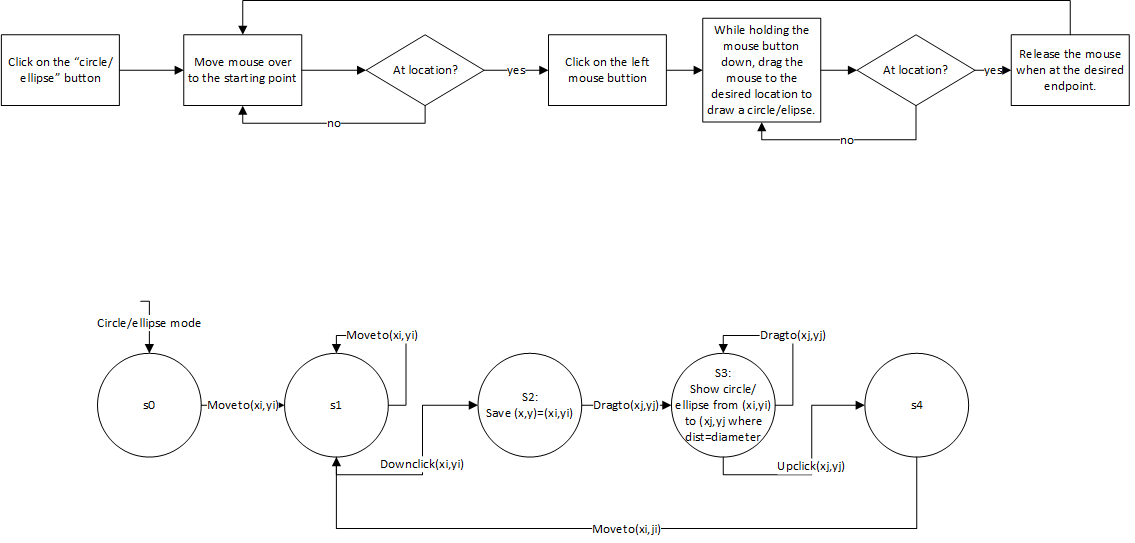 Click on the “circle/
ellipse” button
Move mouse over
to the starting point
At location?
yes
no
Click on the left
mouse buttion
While holding the
mouse button
down, drag the
mouse to the
desired location to
draw a circle/elipse.
At location?
yes
no
Release the mouse
when at the desired
endpoint.
Circle/ellipse mode
s0
Moveto(xi,yi)
s1
Moveto(xi,yi)
Downclick(xi,yi)
S2:
Save (x,y)=(xi,yi)
Dragto(xj,yj)
S3:
Show circle/
ellipse from (xi,yi)
to (xj,yj where
dist=diameter
Dragto(xj,yj)
Upclick(xj,yj)
s4
Moveto(xi,ji)